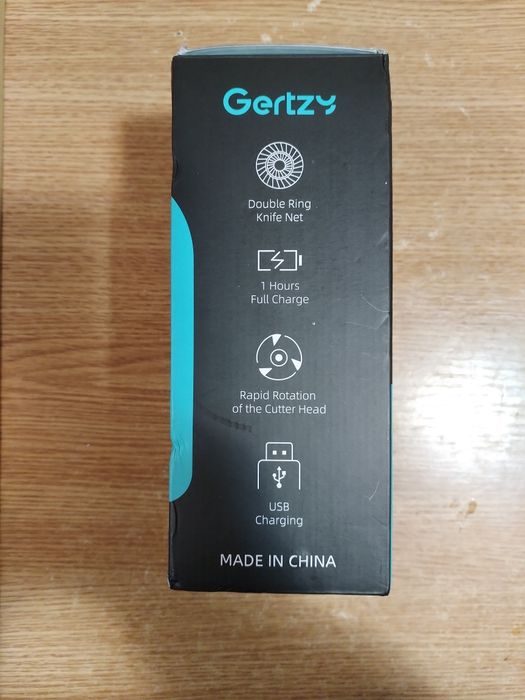 Gertzy
Double Ring
Knife Net
1 Hours
Full Charge
Rapid Rotation
of the Cutter Head
USB
Charging
MADE IN CHINA